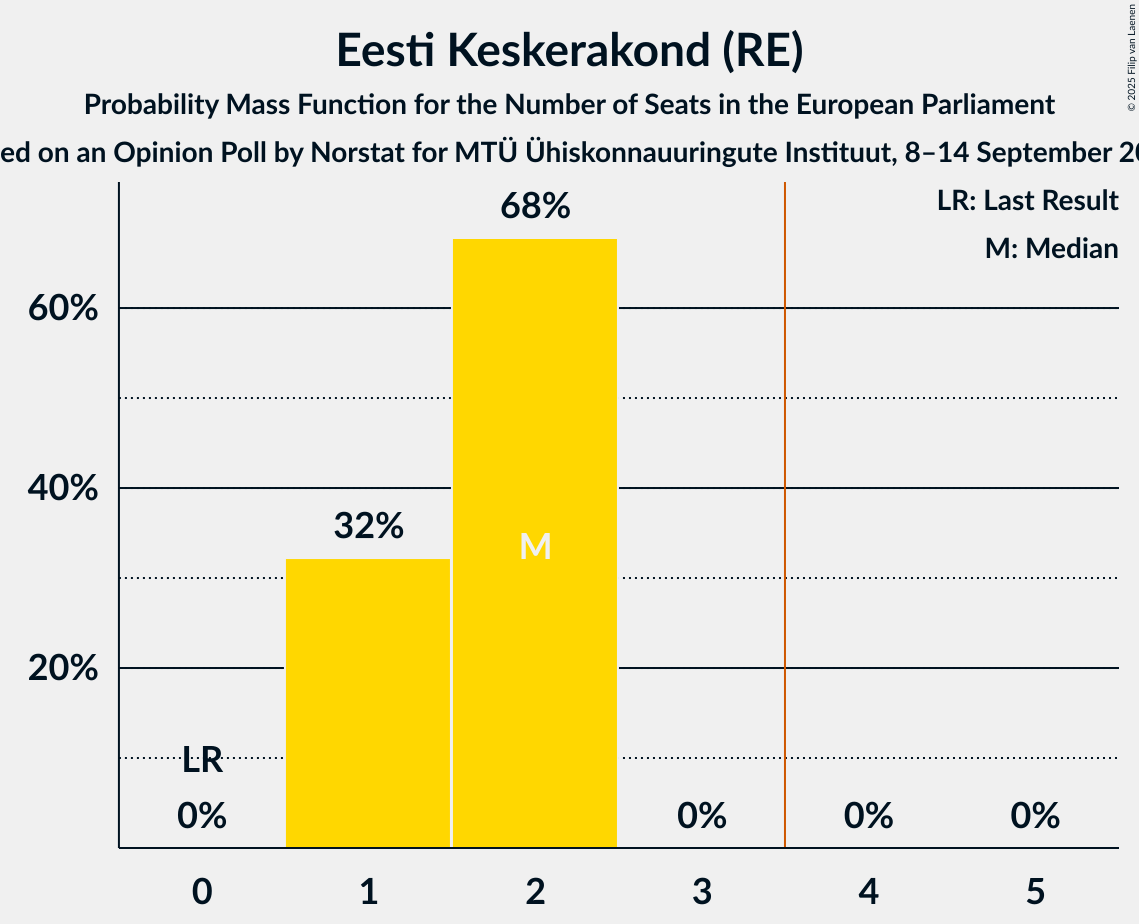 Eesti Keskerakond (RE)
Probability Mass Function for the Number of Seats in the European Parliament
on an Opinion Poll by Norstat for MTÜ Ühiskonnauuringute Instituut, 8–14 September
© 2025 Filip van Laenen
LR: Last Result
M: Median
68%
60%
40%
32%
M
20%
LR
0%
0%
0%
0%
0
1
2
3
4
5